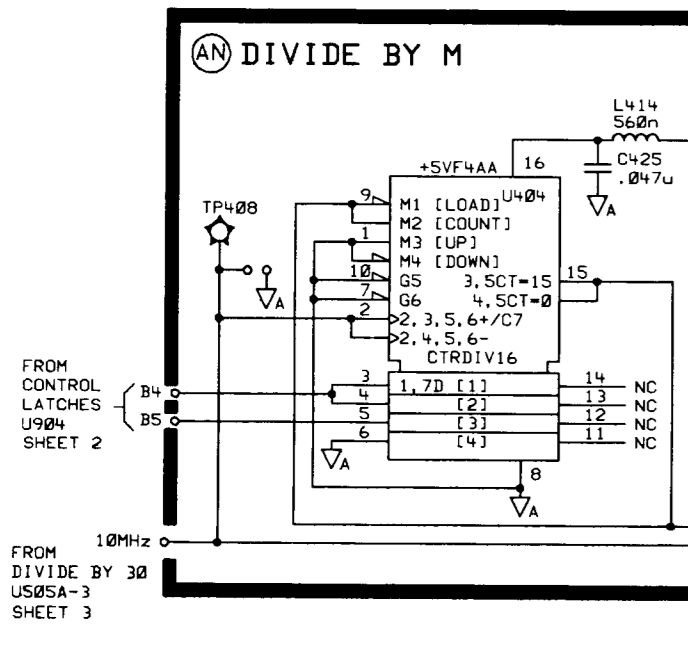 AN DIVIDE BY M
L414
560n
C425
.047u
A
+5VF4AA 16
U404
TP408
9 M1 [LOAD]
M2 [COUNT]
1 M3 [UP]
M4 [DOWN]
10 G5 3,5CT=15 15
7 G6 4,5CT=0
2 2,3,5,6+/C7
2,4,5,6-
CTRDIV16
A
FROM
CONTROL
LATCHES
U904
SHEET 2
B4
B5
3 1,7D [1] 14 NC
4 [2] 13 NC
5 [3] 12 NC
6 [4] 11 NC
A
8
A
10MHz
FROM
DIVIDE BY 30
U505A-3
SHEET 3